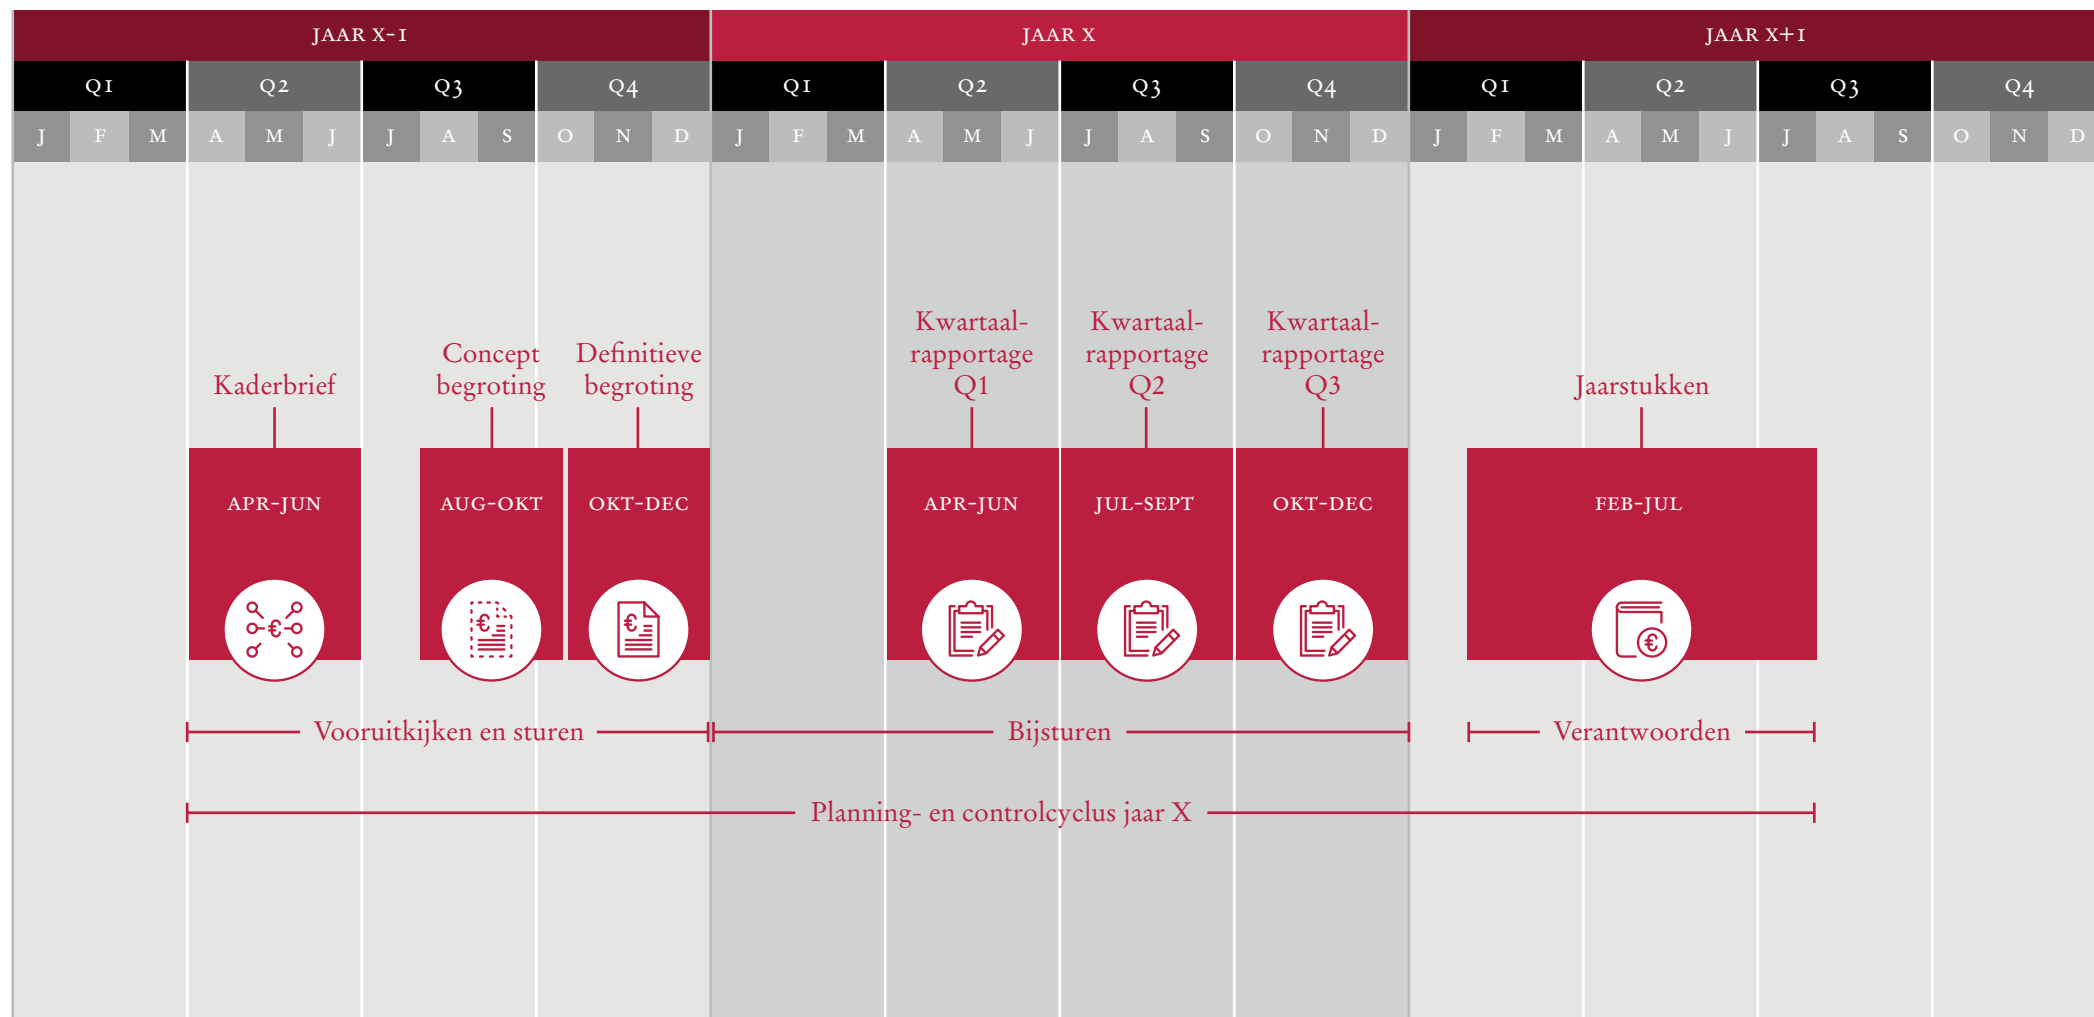 JAAR X-1 JAAR X JAAR X+1
Q1 Q2 Q3 Q4 Q1 Q2 Q3 Q4 Q1 Q2 Q3 Q4
J F M A M J J A S O N D J F M A M J J A S O N D J F M A M J J A S O N D
Kaderbrief
Concept
begroting
Definitieve
begroting
Kwartaal-
rapportage
Q1
Kwartaal-
rapportage
Q2
Kwartaal-
rapportage
Q3
Jaarstukken
APR-JUN AUG-OKT OKT-DEC APR-JUN JUL-SEPT OKT-DEC FEB-JUL
€ € € €
Vooruitkijken en sturen Bijsturen Verantwoorden
Planning- en controlcyclus jaar X